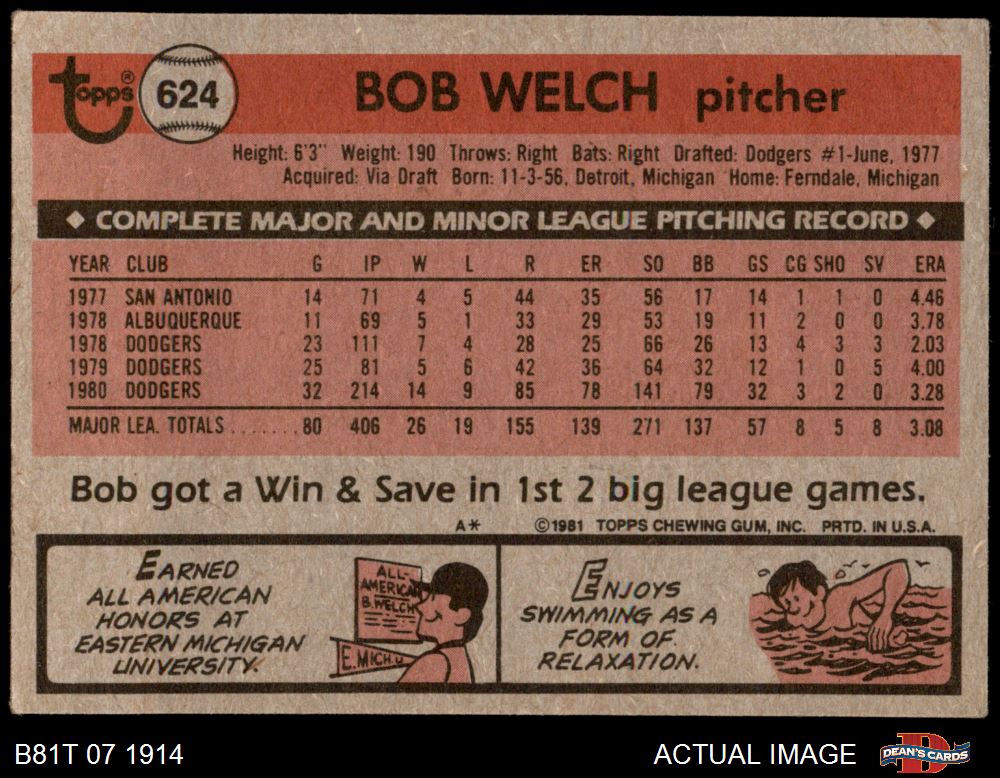 topps® 624 BOB WELCH pitcher
Height: 6'3" Weight: 190 Throws: Right Bats: Right Drafted: Dodgers #1-June, 1977
Acquired: Via Draft Born: 11-3-56, Detroit, Michigan Home: Ferndale, Michigan
◆ COMPLETE MAJOR AND MINOR LEAGUE PITCHING RECORD ◆
YEAR CLUB G IP W L R ER SO BB GS CG SHO SV ERA
1977 SAN ANTONIO 14 71 4 5 44 35 56 17 14 1 1 0 4.46
1978 ALBUQUERQUE 11 69 5 1 33 29 53 19 11 2 0 0 3.78
1978 DODGERS 23 111 7 4 28 25 66 26 13 4 3 3 2.03
1979 DODGERS 25 81 5 6 42 36 64 32 12 1 0 5 4.00
1980 DODGERS 32 214 14 9 85 78 141 79 32 3 2 0 3.28
MAJOR LEA. TOTALS.......80 406 26 19 155 139 271 137 57 8 5 8 3.08
Bob got a Win & Save in 1st 2 big league games.
A* ©1981 TOPPS CHEWING GUM, INC. PRTD. IN U.S.A.
EARNED
ALL AMERICAN
HONORS AT
EASTERN MICHIGAN
UNIVERSITY.
ALL-
AMERICAN
B. WELCH
E. MICH. U
ENJOYS
SWIMMING AS A
FORM OF
RELAXATION.
B81T 07 1914 ACTUAL IMAGE DEAN'S CARDS